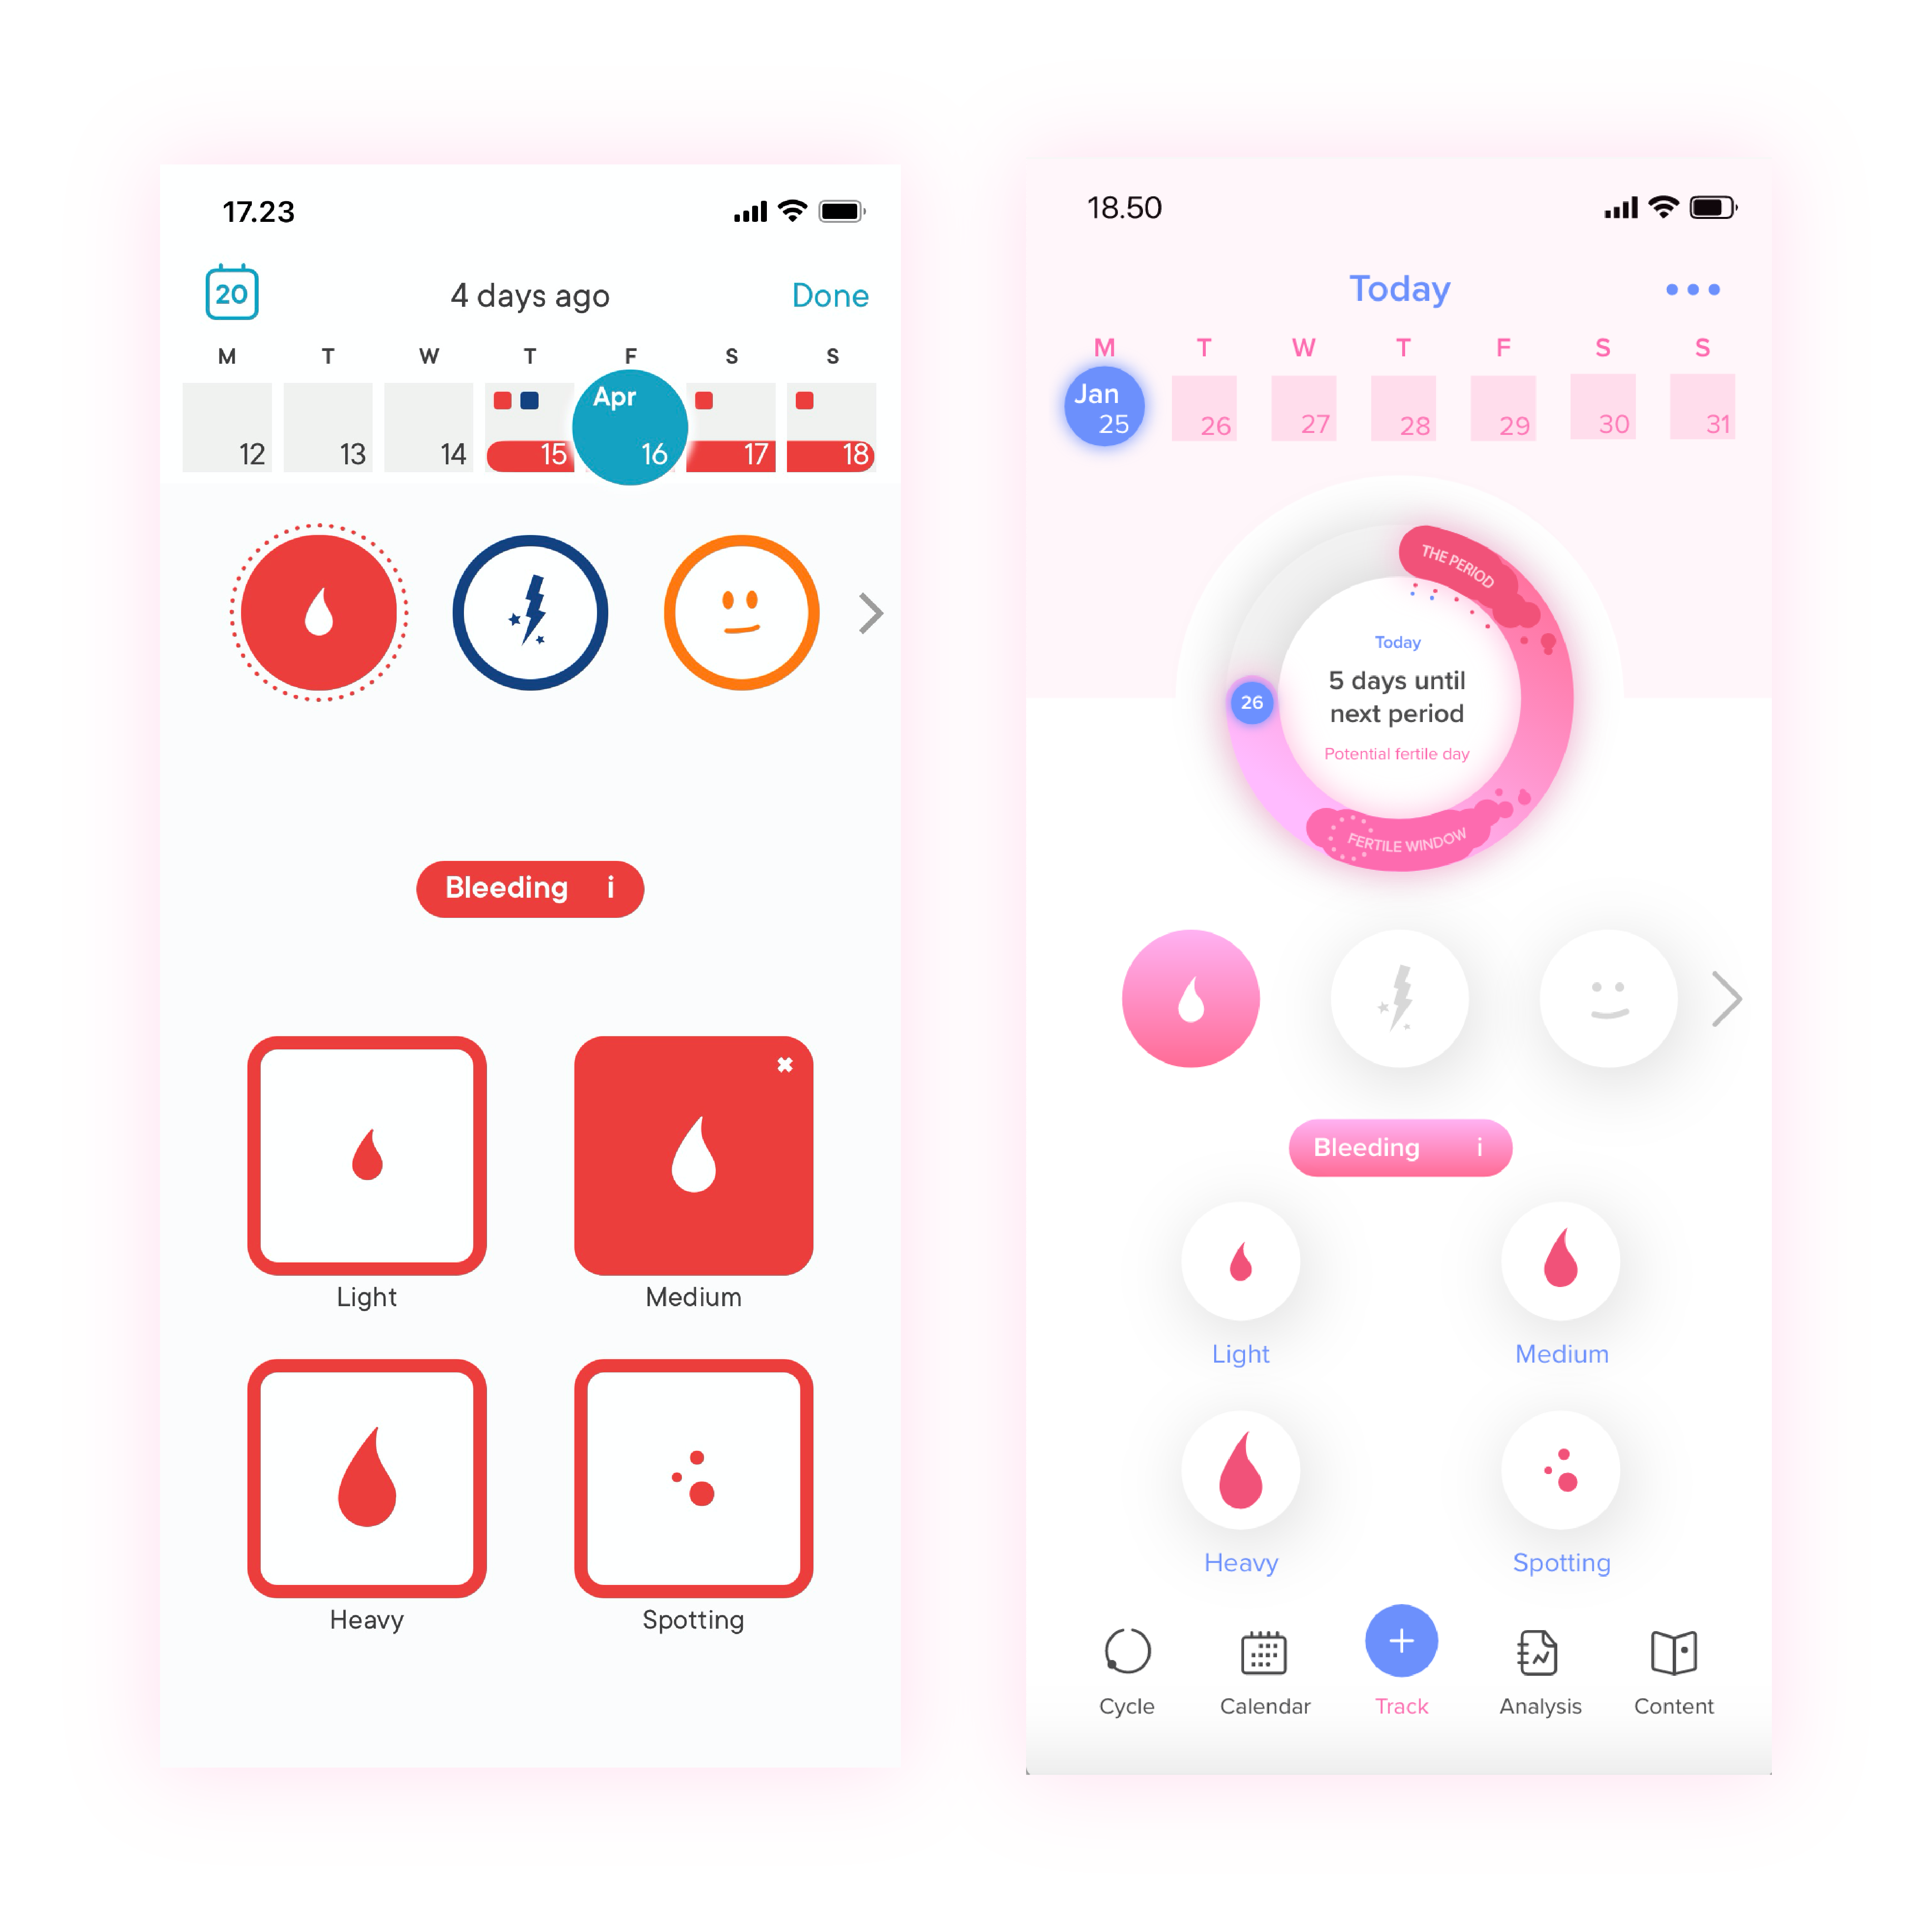 17.23
20
4 days ago
Done
M T W T F S S
Apr
12 13 14 15 16 17 18
Bleeding i
Light
Medium
Heavy
Spotting
18.50
Today
M T W T F S S
Jan
25 26 27 28 29 30 31
THE PERIOD
Today
5 days until
next period
Potential fertile day
26
FERTILE WINDOW
Bleeding i
Light
Medium
Heavy
Spotting
Cycle
Calendar
Track
Analysis
Content